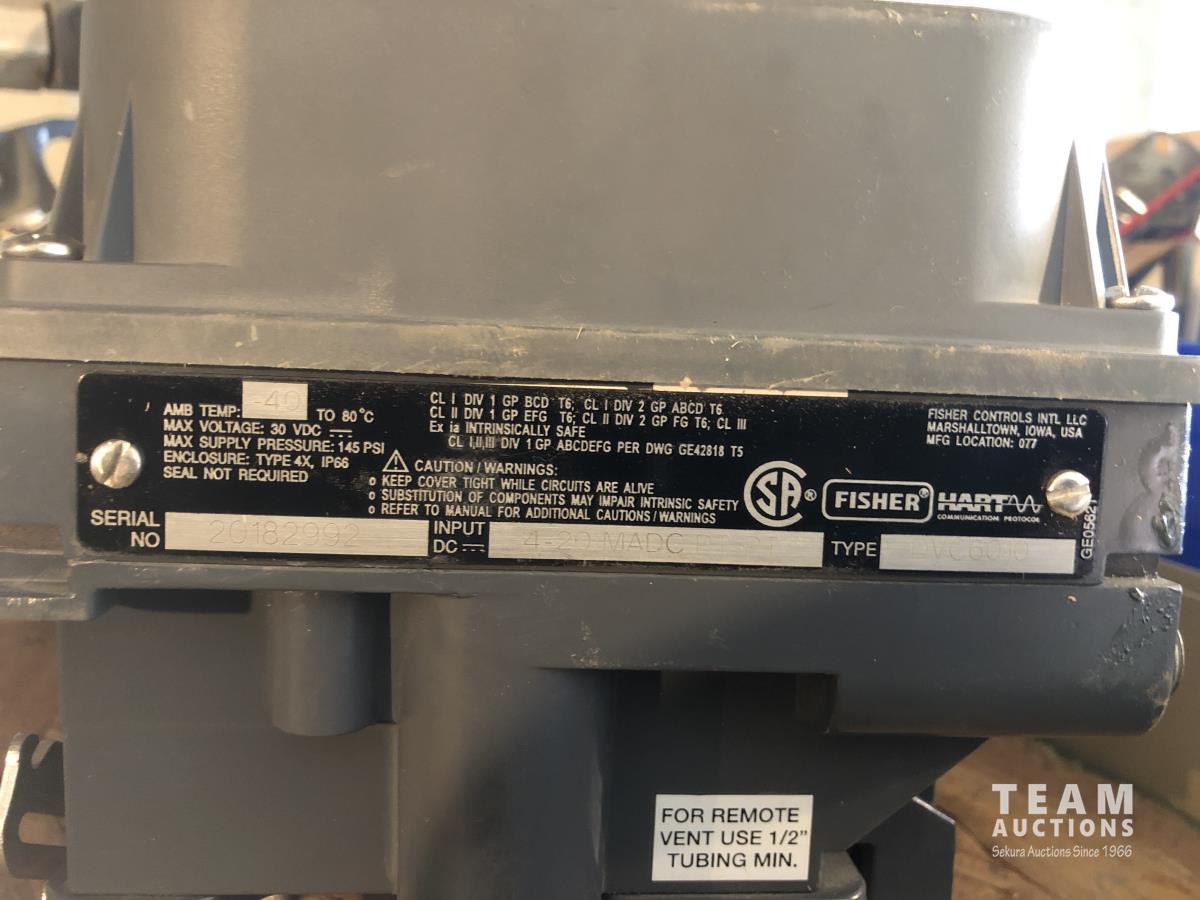 AMB TEMP: -40 TO 80°C
MAX VOLTAGE: 30 VDC
MAX SUPPLY PRESSURE: 145 PSI
ENCLOSURE: TYPE 4X, IP66
SEAL NOT REQUIRED
CL I DIV 1 GP BCD T6; CL I DIV 2 GP ABCD T6
CL II DIV 1 GP EFG T6; CL II DIV 2 GP FG T6; CL III
Ex ia INTRINSICALLY SAFE
CL I,II,III DIV 1 GP ABCDEFG PER DWG GE42818 T5
CAUTION / WARNINGS:
o KEEP COVER TIGHT WHILE CIRCUITS ARE ALIVE
o SUBSTITUTION OF COMPONENTS MAY IMPAIR INTRINSIC SAFETY
o REFER TO MANUAL FOR ADDITIONAL CAUTIONS / WARNINGS
FISHER CONTROLS INTL LLC
MARSHALLTOWN, IOWA, USA
MFG LOCATION: 077
SA®
FISHER®
HART
COMMUNICATION PROTOCOL
SERIAL NO 20182992
INPUT DC 4-20 MADC
TYPE DVC6010
FOR REMOTE
VENT USE 1/2"
TUBING MIN.
TEAM
AUCTIONS
Sekura Auctions Since 1966